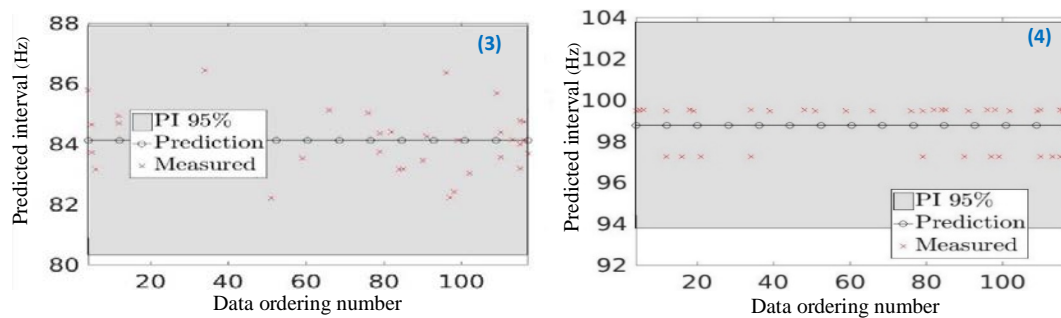 Predicted interval (Hz)
88
86
84
82
80
(3)
PI 95%
Prediction
Measured
20
40
60
80
100
Data ordering number
Predicted interval (Hz)
104
102
100
98
96
94
92
(4)
PI 95%
Prediction
Measured
20
40
60
80
100
Data ordering number